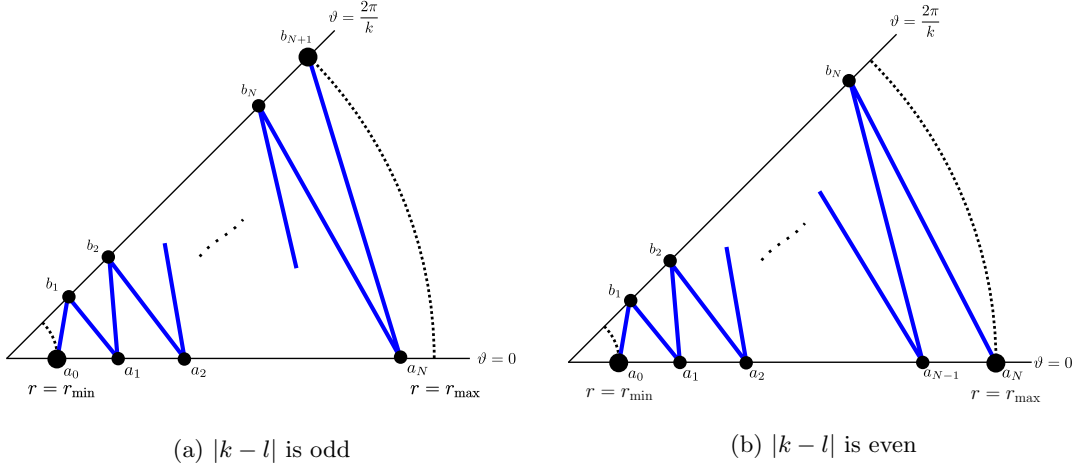 ϑ = 2π/k
b_{N+1}
b_N
b_2
b_1
a_0
a_1
a_2
a_N
ϑ = 0
r = r_min
r = r_max
(a) |k − l| is odd
ϑ = 2π/k
b_N
b_2
b_1
a_0
a_1
a_2
a_{N−1}
a_N
ϑ = 0
r = r_min
r = r_max
(b) |k − l| is even